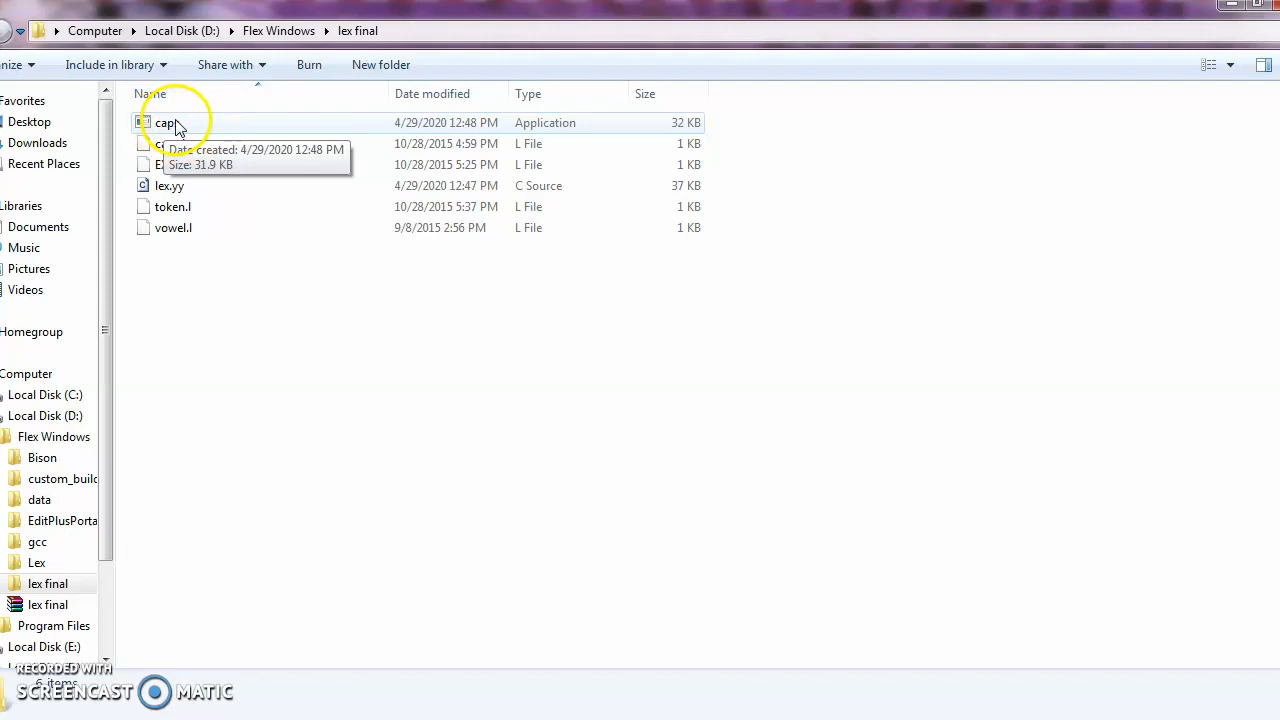 Computer Local Disk (D:) Flex Windows lex final
nize Include in library Share with Burn New folder
Name Date modified Type Size
Favorites
Desktop
Downloads
Recent Places
Libraries
Documents
Music
Pictures
Videos
Homegroup
Computer
Local Disk (C:)
Local Disk (D:)
Flex Windows
Bison
custom_build
data
EditPlusPorta
gcc
Lex
lex final
lex final
Program Files
Local Disk (E:)
cap 4/29/2020 12:48 PM Application 32 KB
10/28/2015 4:59 PM L File 1 KB
10/28/2015 5:25 PM L File 1 KB
lex.yy 4/29/2020 12:47 PM C Source 37 KB
token.l 10/28/2015 5:37 PM L File 1 KB
vowel.l 9/8/2015 2:56 PM L File 1 KB
Date created: 4/29/2020 12:48 PM
Size: 31.9 KB
6 items
RECORDED WITH
SCREENCAST MATIC